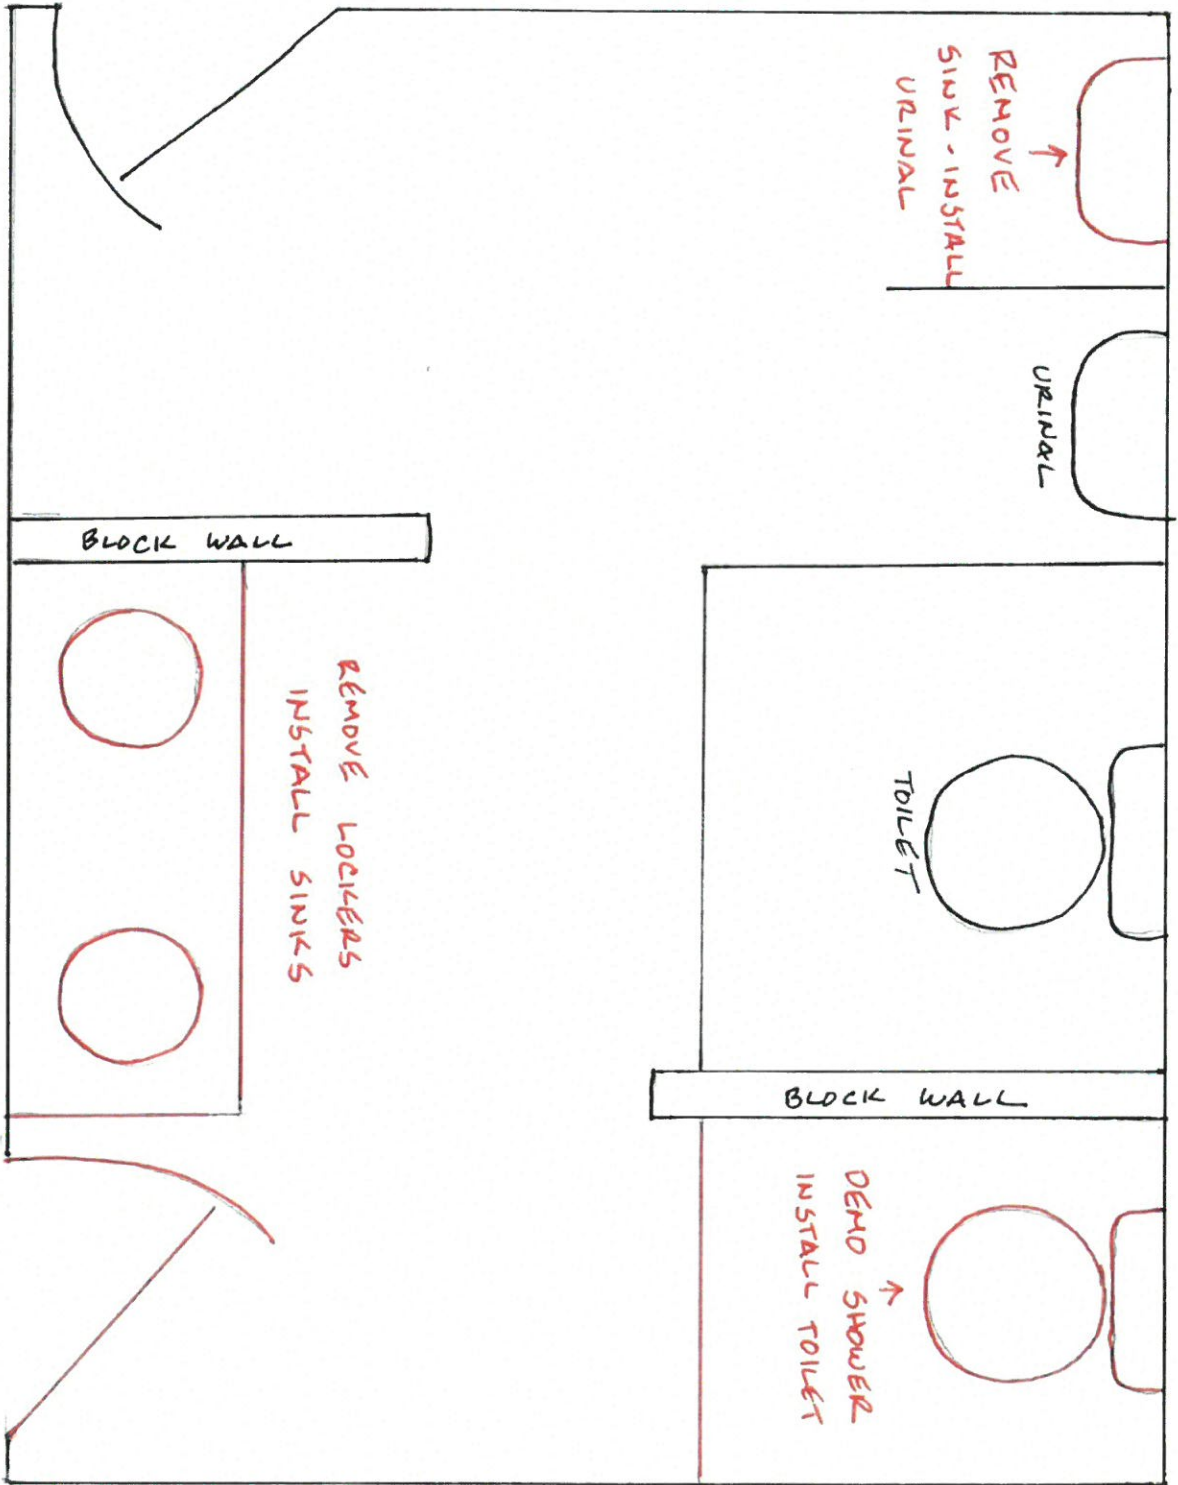 REMOVE
SINK - INSTALL
URINAL
URINAL
BLOCK WALL
REMOVE LOCKERS
INSTALL SINKS
TOILET
BLOCK WALL
DEMO SHOWER
INSTALL TOILET